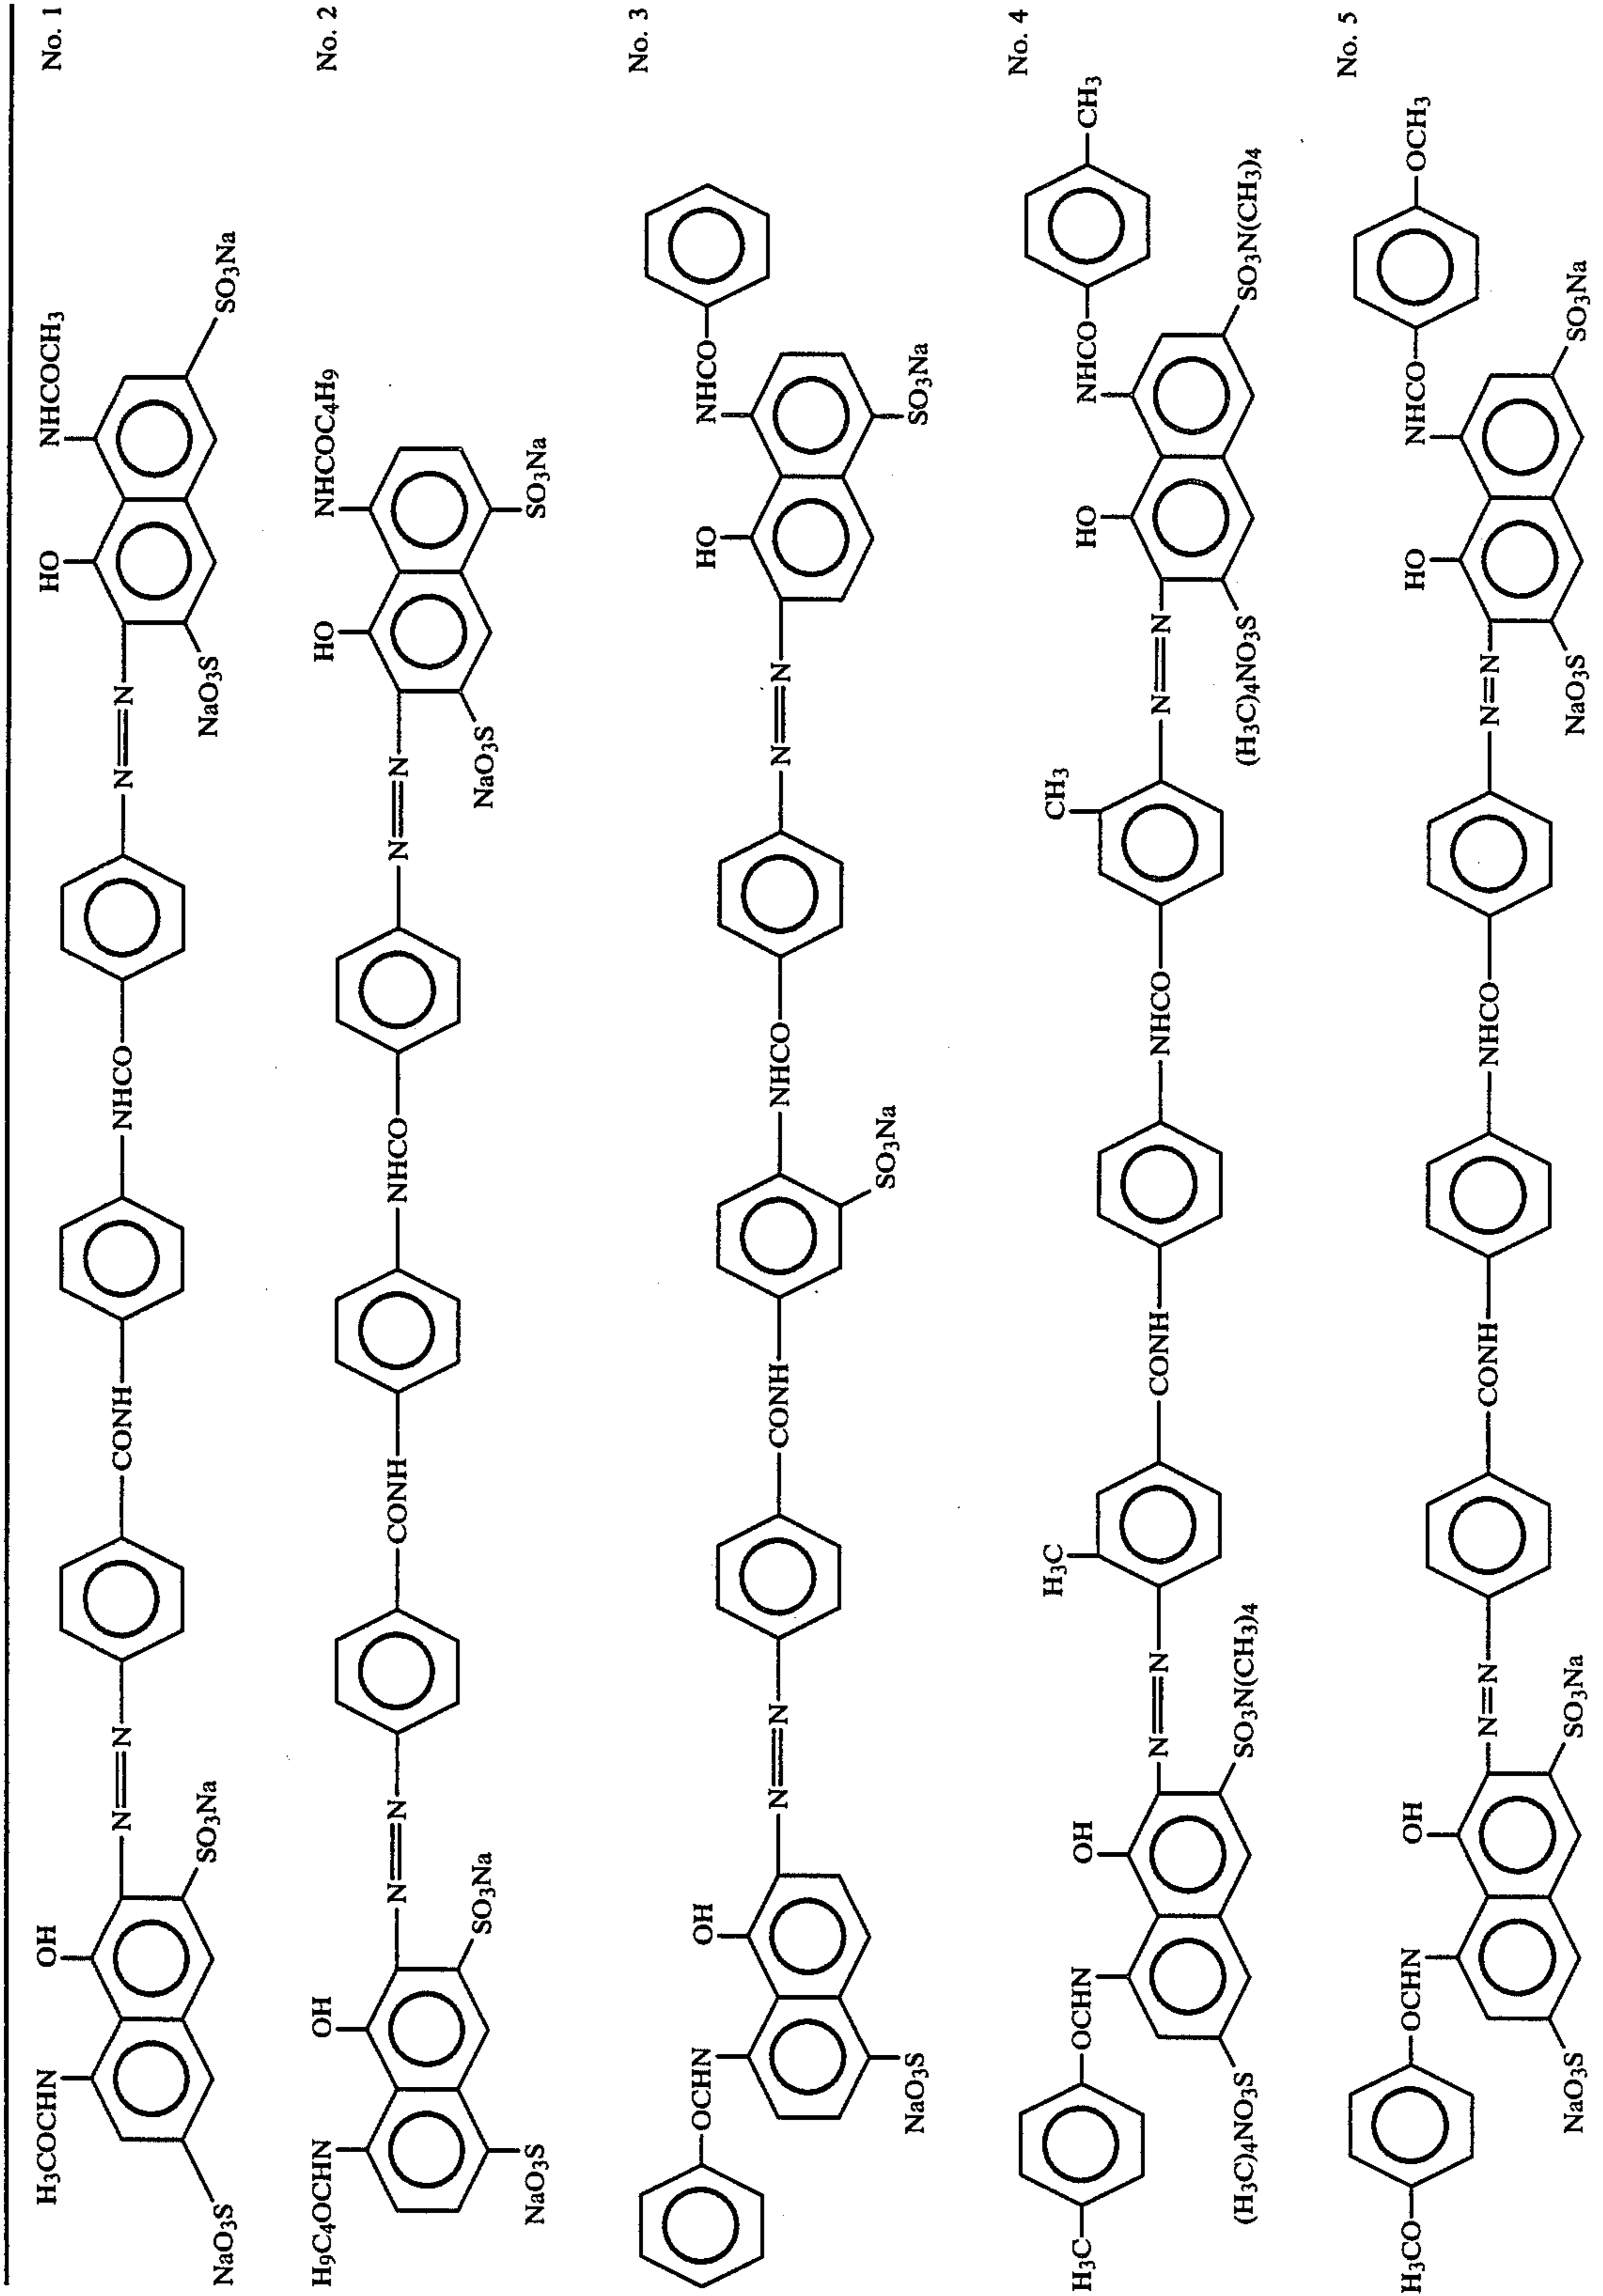 H₃COCHN OH HO NHCOCH₃ No. 1
N=N CONH NHCO N=N
NaO₃S SO₃Na NaO₃S SO₃Na
H₉C₄OCHN OH HO NHCOC₄H₉ No. 2
N=N CONH NHCO N=N
NaO₃S SO₃Na NaO₃S SO₃Na
OCHN OH HO NHCO No. 3
N=N CONH NHCO N=N
NaO₃S SO₃Na SO₃Na
H₃C OCHN OH H₃C CH₃ HO NHCO CH₃ No. 4
N=N CONH NHCO N=N
(H₃C)₄NO₃S SO₃N(CH₃)₄ (H₃C)₄NO₃S SO₃N(CH₃)₄
H₃CO OCHN OH HO NHCO OCH₃ No. 5
N=N CONH NHCO N=N
NaO₃S SO₃Na NaO₃S SO₃Na